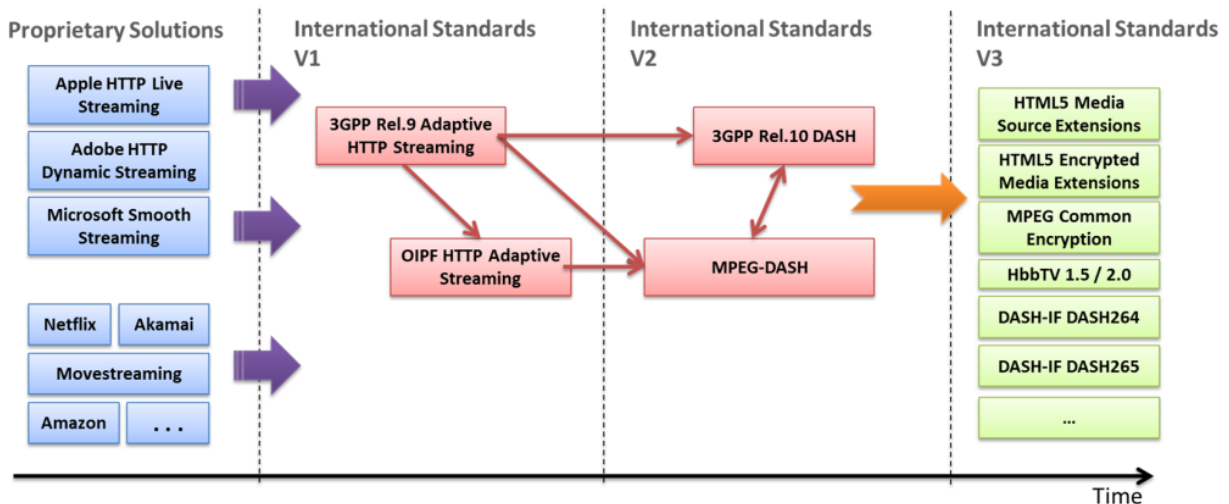 Proprietary Solutions
Apple HTTP Live
Streaming
Adobe HTTP
Dynamic Streaming
Microsoft Smooth
Streaming
Netflix
Akamai
Movestreaming
Amazon
. . .
International Standards
V1
3GPP Rel.9 Adaptive
HTTP Streaming
OIPF HTTP Adaptive
Streaming
International Standards
V2
3GPP Rel.10 DASH
MPEG-DASH
International Standards
V3
HTML5 Media
Source Extensions
HTML5 Encrypted
Media Extensions
MPEG Common
Encryption
HbbTV 1.5 / 2.0
DASH-IF DASH264
DASH-IF DASH265
...
Time